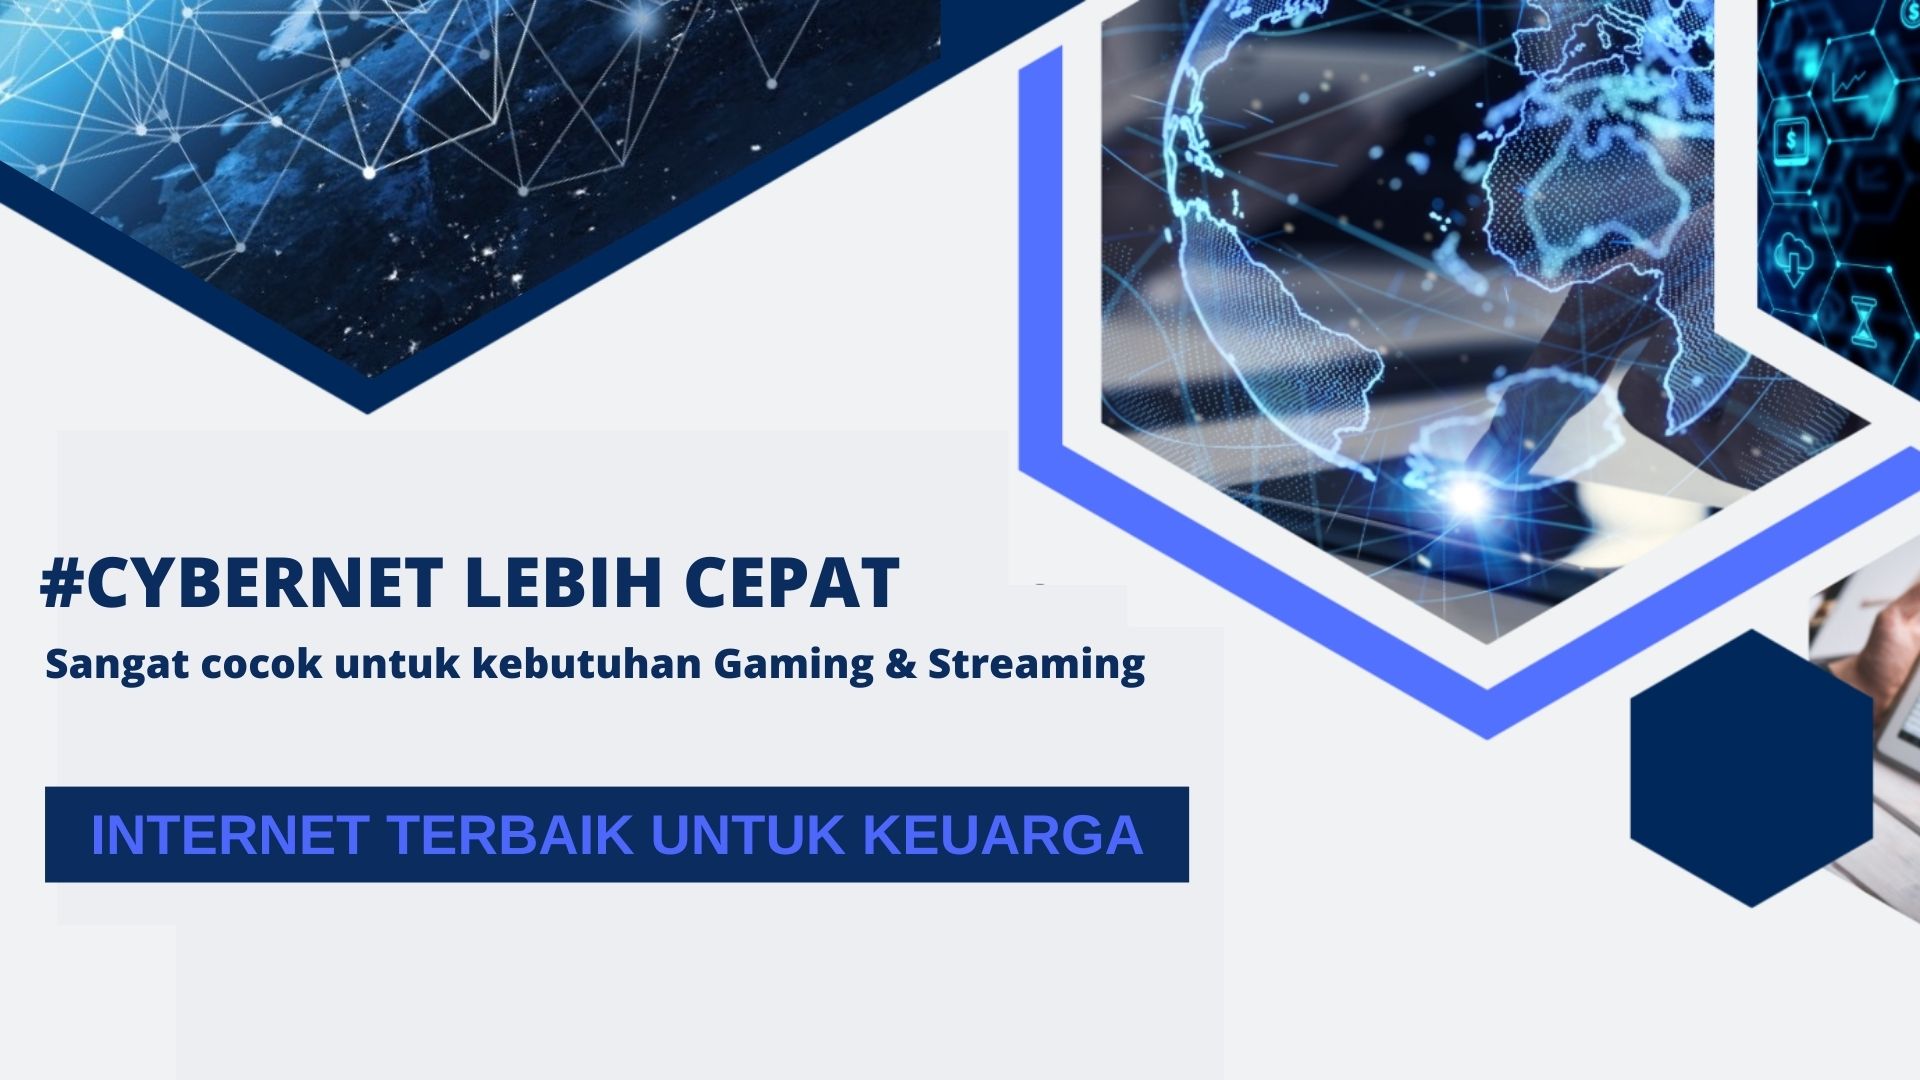 #CYBERNET LEBIH CEPAT
Sangat cocok untuk kebutuhan Gaming & Streaming
INTERNET TERBAIK UNTUK KEUARGA